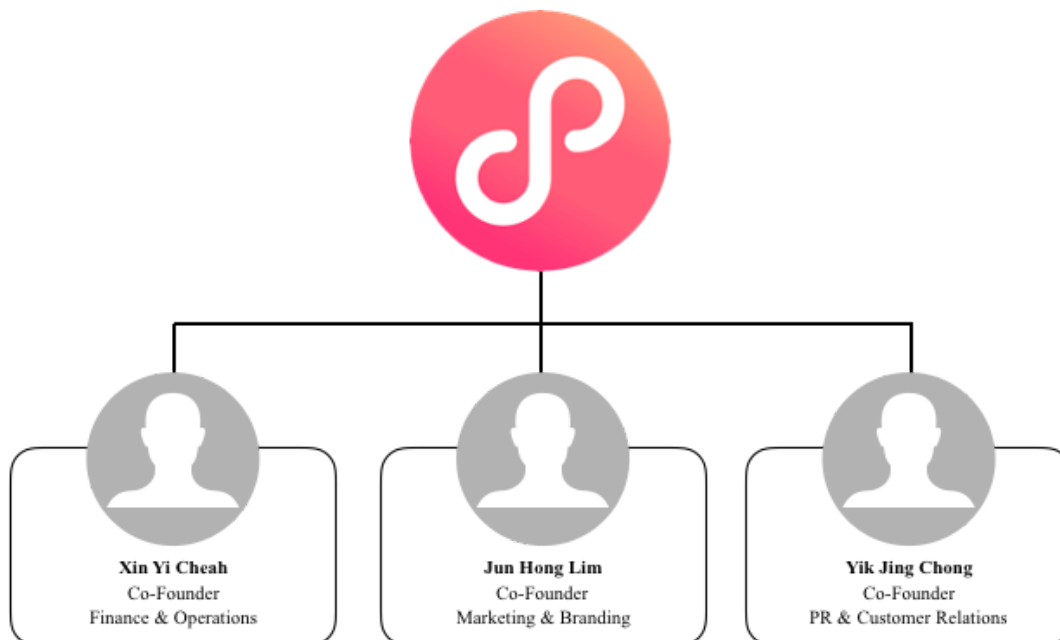 Xin Yi Cheah
Co-Founder
Finance & Operations
Jun Hong Lim
Co-Founder
Marketing & Branding
Yik Jing Chong
Co-Founder
PR & Customer Relations